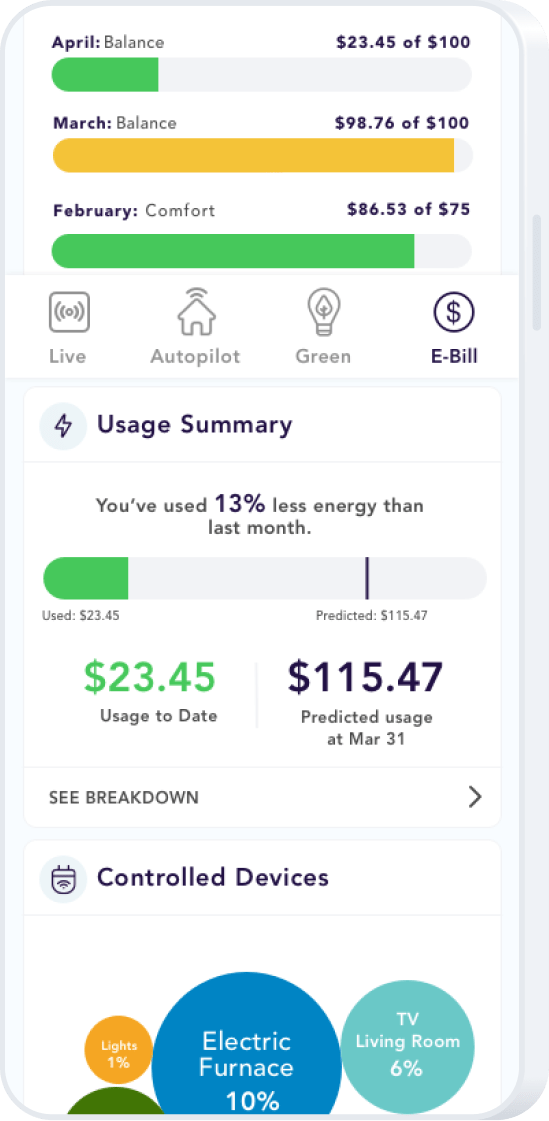 April: Balance $23.45 of $100
March: Balance $98.76 of $100
February: Comfort $86.53 of $75
Live Autopilot Green E-Bill
Usage Summary
You've used 13% less energy than
last month.
Used: $23.45 Predicted: $115.47
$23.45 $115.47
Usage to Date Predicted usage
at Mar 31
SEE BREAKDOWN
Controlled Devices
TV
Living Room
6%
Lights
1%
Electric
Furnace
10%